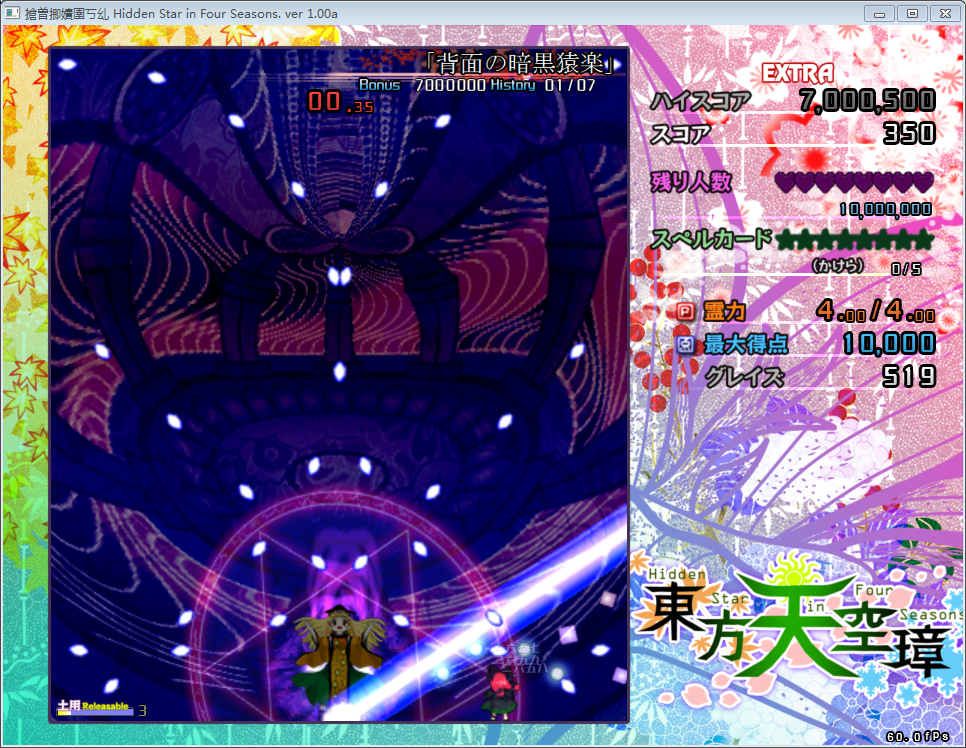 Hidden Star in Four Seasons. ver 1.00a
「背面の暗黒猿楽」
Bonus 7000000 History 01/07
00.35
EXTRA
ハイスコア 7,000,500
スコア 350
残り人数
10,000,000
スペルカード
(かけら) 0/5
P 霊力 4.00/4.00
最大得点 10,000
グレイズ 519
Hidden Star in Four Seasons
東方天空璋
土用 Releasable 3
60.0fps